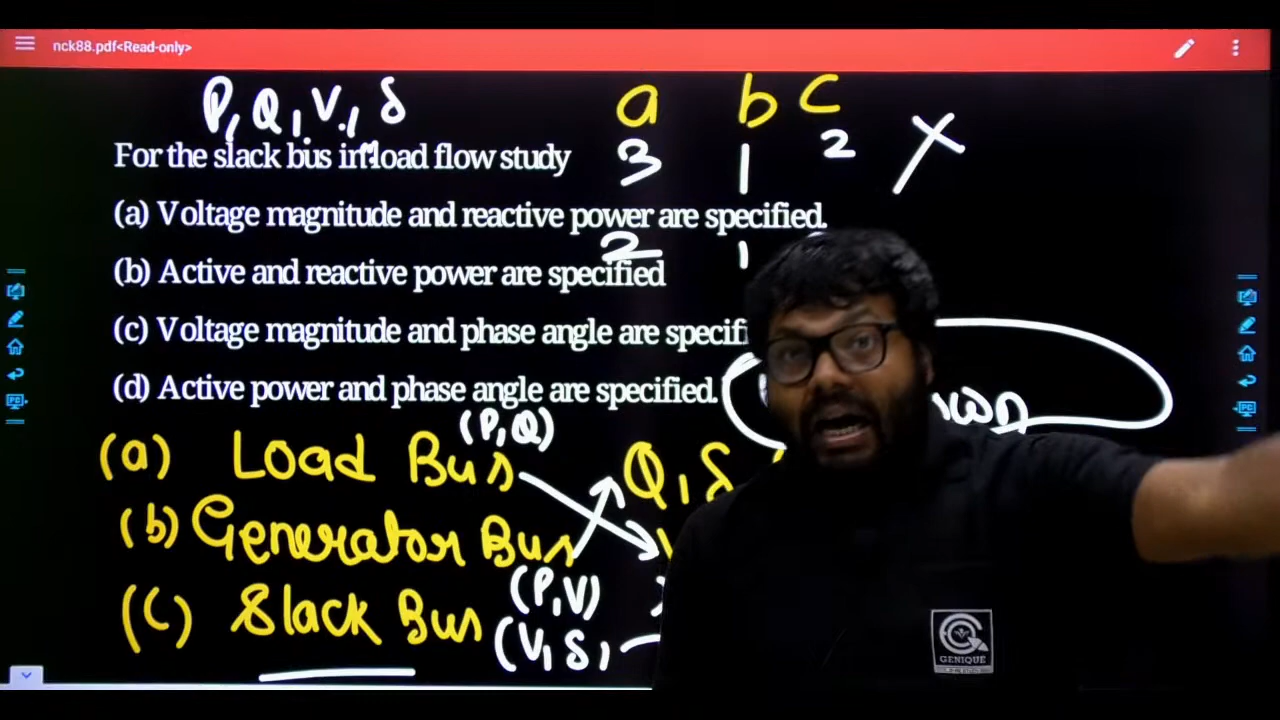 nck88.pdf<Read-only>
P, Q, V, δ
a b c
3 1 2
For the slack bus in load flow study
(a) Voltage magnitude and reactive power are specified.
2 1
(b) Active and reactive power are specified
(c) Voltage magnitude and phase angle are specifi
(d) Active power and phase angle are specified.
(P,Q)
(a) Load Bus Q, δ
(b) Generator Bus
(P,V)
(c) Slack Bus
(V, δ)
GENIQUE